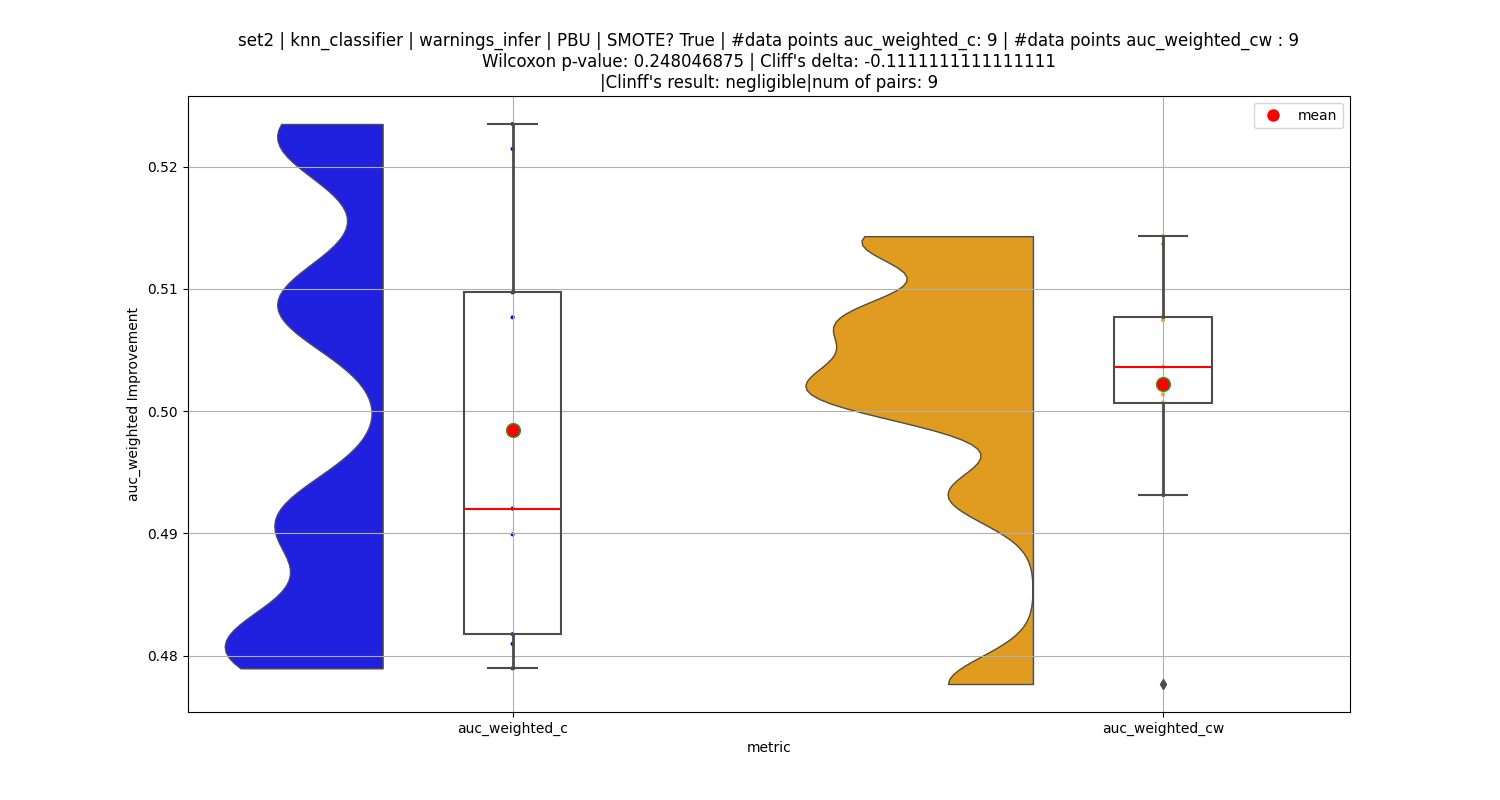 set2 | knn_classifier | warnings_infer | PBU | SMOTE? True | #data points auc_weighted_c: 9 | #data points auc_weighted_cw : 9
Wilcoxon p-value: 0.248046875 | Cliff's delta: -0.1111111111111111
|Clinff's result: negligible|num of pairs: 9
mean
0.52
0.51
0.50
0.49
0.48
auc_weighted Improvement
auc_weighted_c
auc_weighted_cw
metric